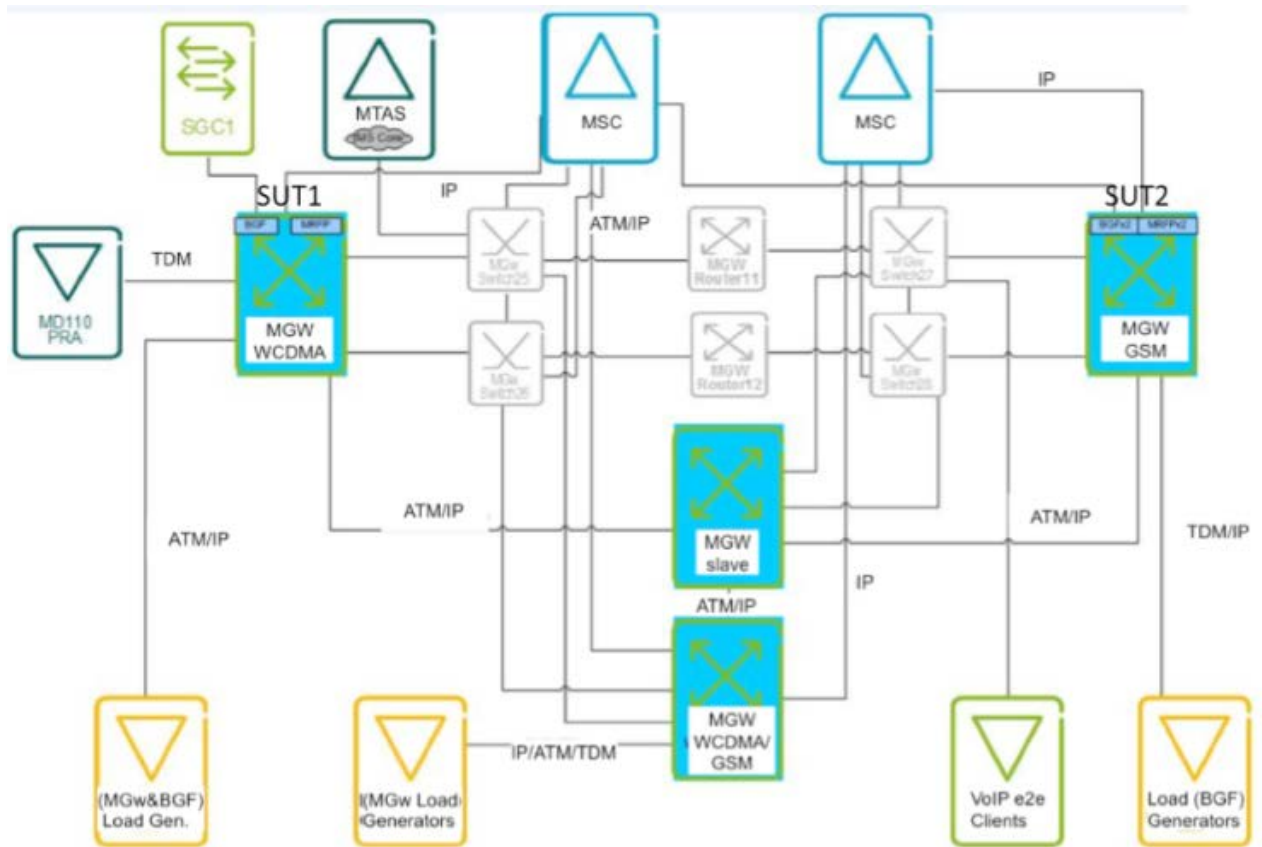 SGC1
MTAS
IMS Core
MSC
MSC
IP
IP
ATM/IP
SUT1
SUT2
BGF
MRFP
BGFx2
MRFPx2
MD110
PRA
TDM
MGW
WCDMA
MGw
Switch25
MGW
Router11
MGw
Switch27
MGW
GSM
MGw
Switch26
MGW
Router12
MGw
Switch28
ATM/IP
ATM/IP
MGW
slave
ATM/IP
TDM/IP
IP
ATM/IP
MGW
WCDMA/
GSM
IP/ATM/TDM
(MGw&BGF)
Load Gen.
(MGw Load)
Generators
VoIP e2e
Clients
Load (BGF)
Generators